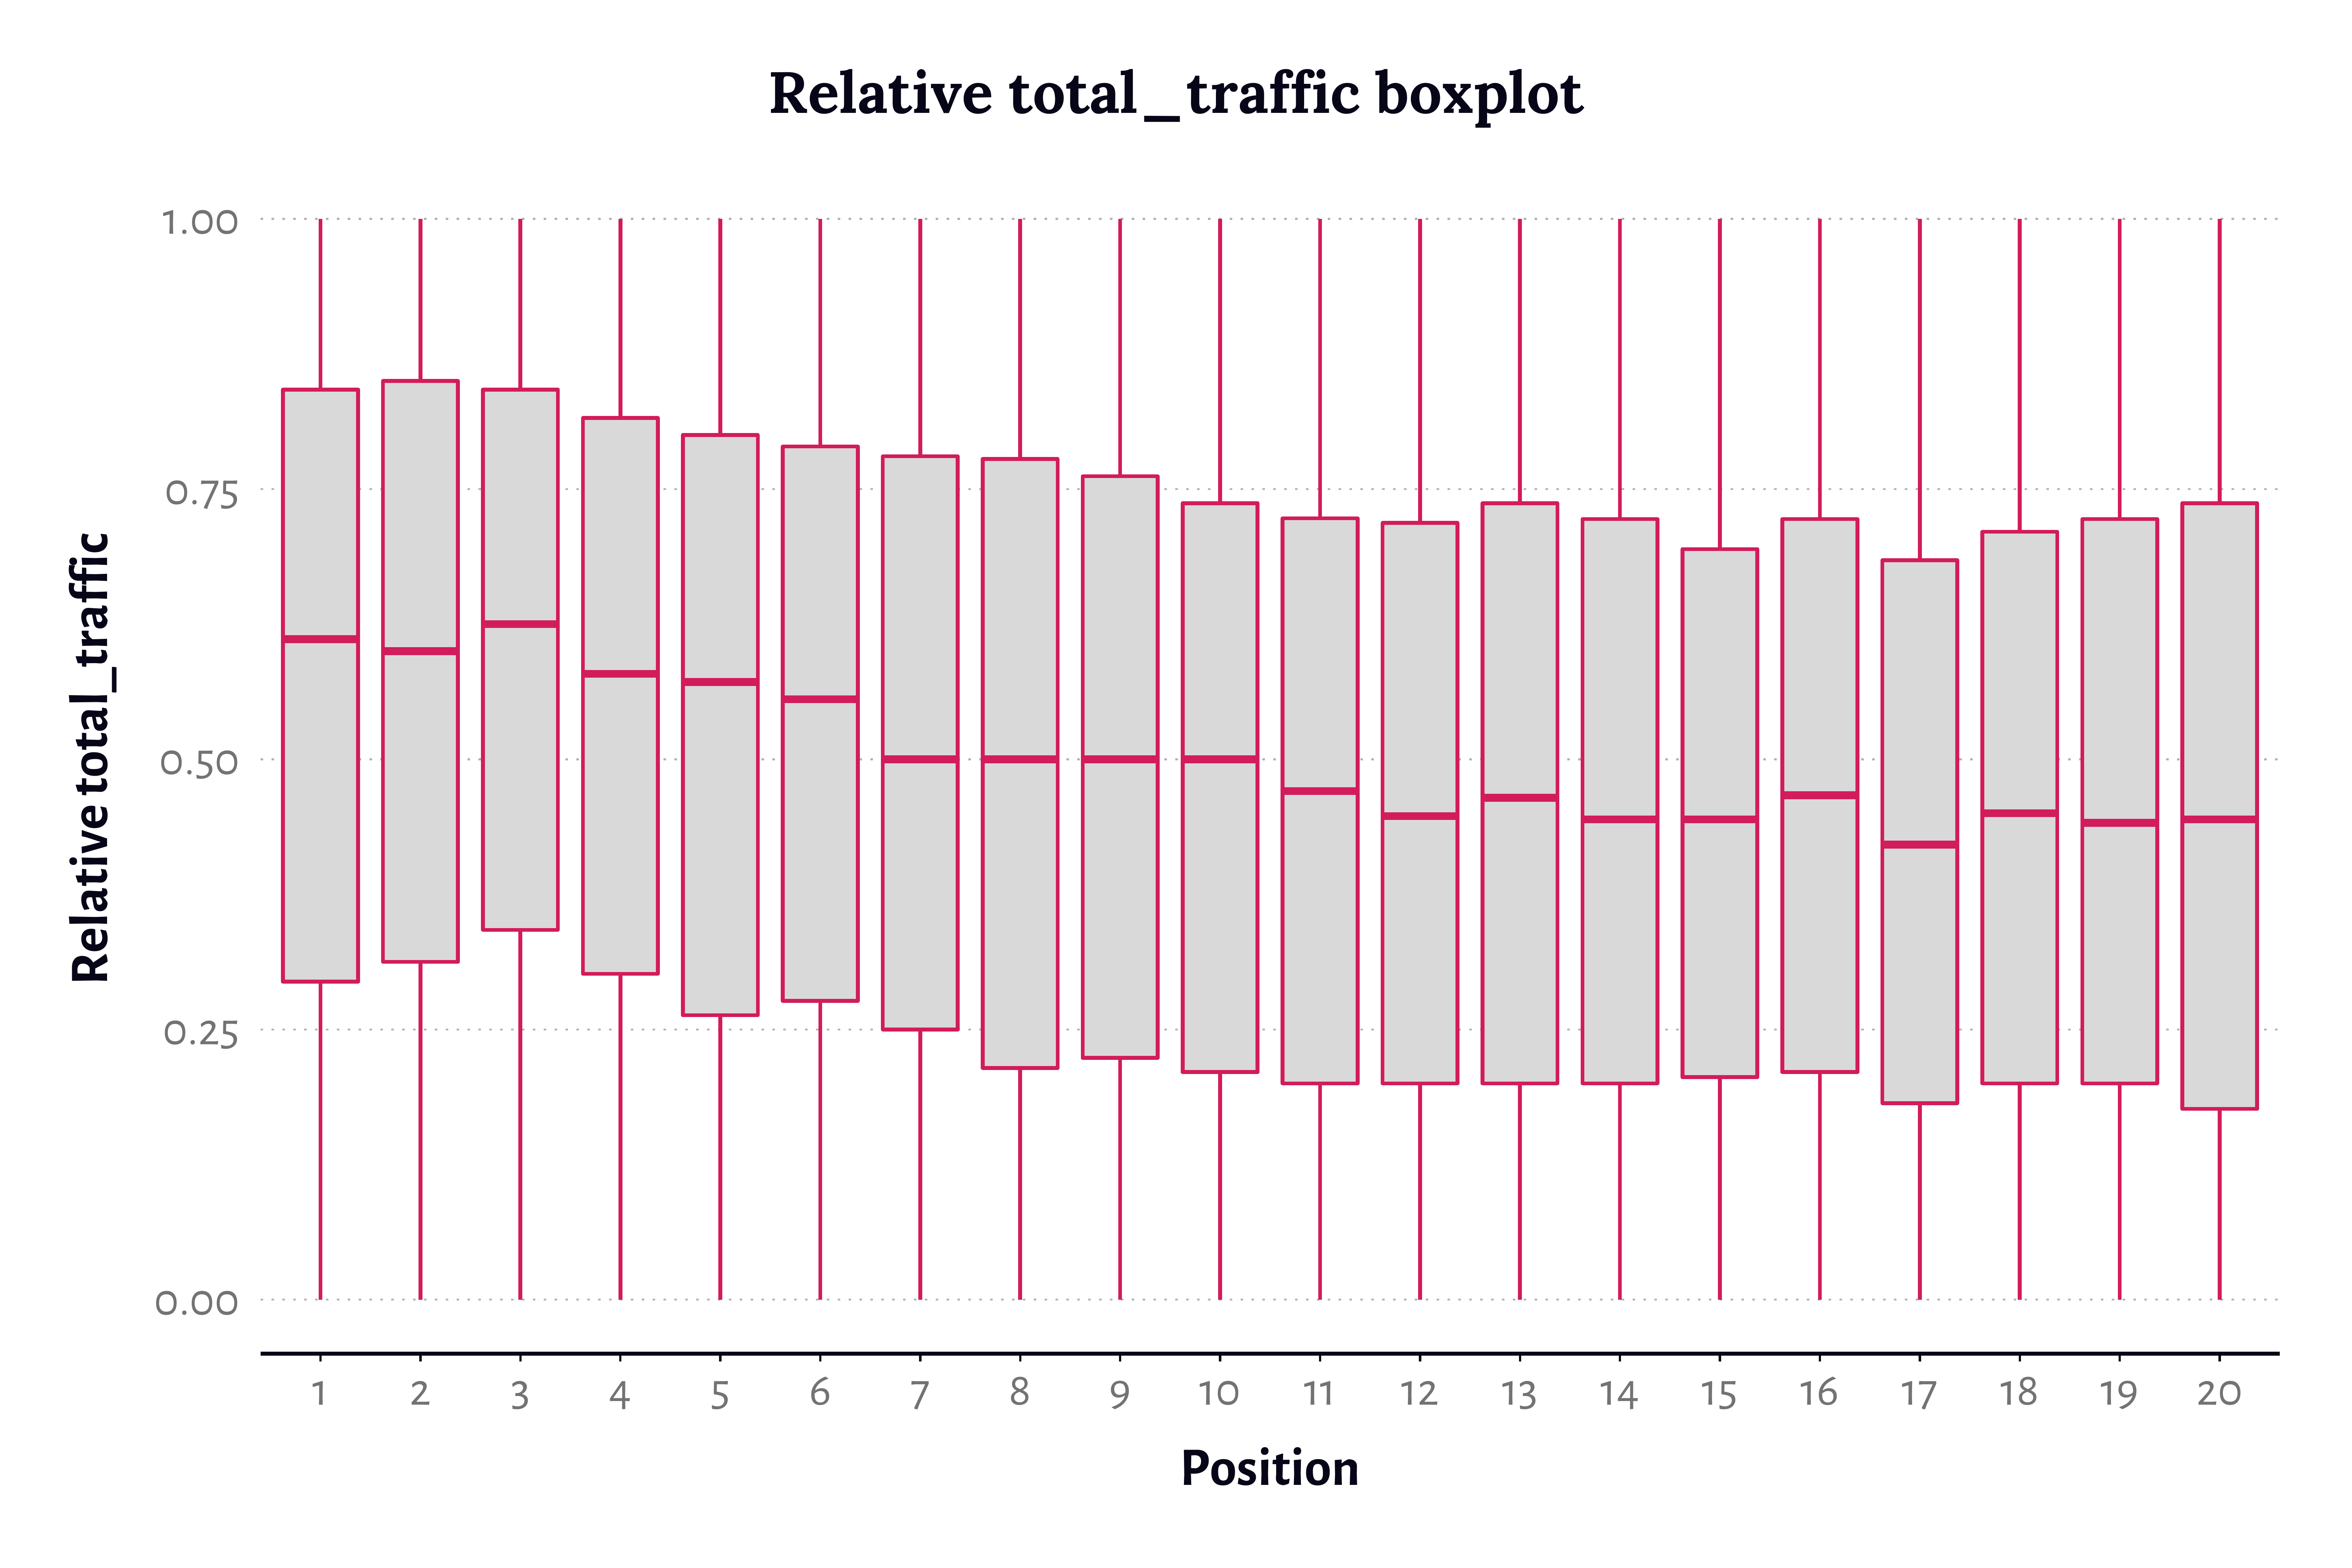 Relative total_traffic boxplot
Relative total_traffic
1.00
0.75
0.50
0.25
0.00
1 2 3 4 5 6 7 8 9 10 11 12 13 14 15 16 17 18 19 20
Position